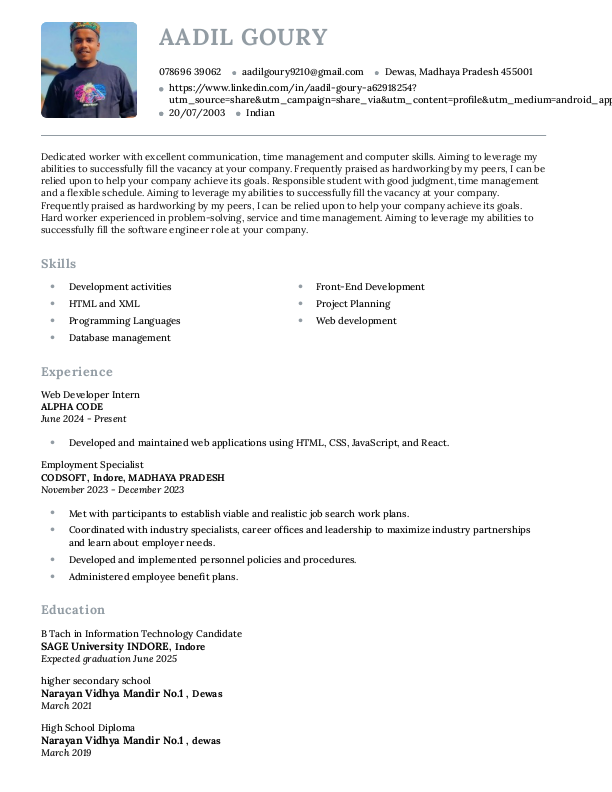 AADIL GOURY
078696 39062 • aadilgoury9210@gmail.com • Dewas, Madhaya Pradesh 455001
• https://www.linkedin.com/in/aadil-goury-a62918254?
utm_source=share&utm_campaign=share_via&utm_content=profile&utm_medium=android_app
• 20/07/2003 • Indian
Dedicated worker with excellent communication, time management and computer skills. Aiming to leverage my
abilities to successfully fill the vacancy at your company. Frequently praised as hardworking by my peers, I can be
relied upon to help your company achieve its goals. Responsible student with good judgment, time management
and a flexible schedule. Aiming to leverage my abilities to successfully fill the vacancy at your company.
Frequently praised as hardworking by my peers, I can be relied upon to help your company achieve its goals.
Hard worker experienced in problem-solving, service and time management. Aiming to leverage my abilities to
successfully fill the software engineer role at your company.
Skills
• Development activities
• HTML and XML
• Programming Languages
• Database management
• Front-End Development
• Project Planning
• Web development
Experience
Web Developer Intern
ALPHA CODE
June 2024 - Present
• Developed and maintained web applications using HTML, CSS, JavaScript, and React.
Employment Specialist
CODSOFT, Indore, MADHAYA PRADESH
November 2023 - December 2023
• Met with participants to establish viable and realistic job search work plans.
• Coordinated with industry specialists, career offices and leadership to maximize industry partnerships
and learn about employer needs.
• Developed and implemented personnel policies and procedures.
• Administered employee benefit plans.
Education
B Tach in Information Technology Candidate
SAGE University INDORE, Indore
Expected graduation June 2025
higher secondary school
Narayan Vidhya Mandir No.1 , Dewas
March 2021
High School Diploma
Narayan Vidhya Mandir No.1 , dewas
March 2019